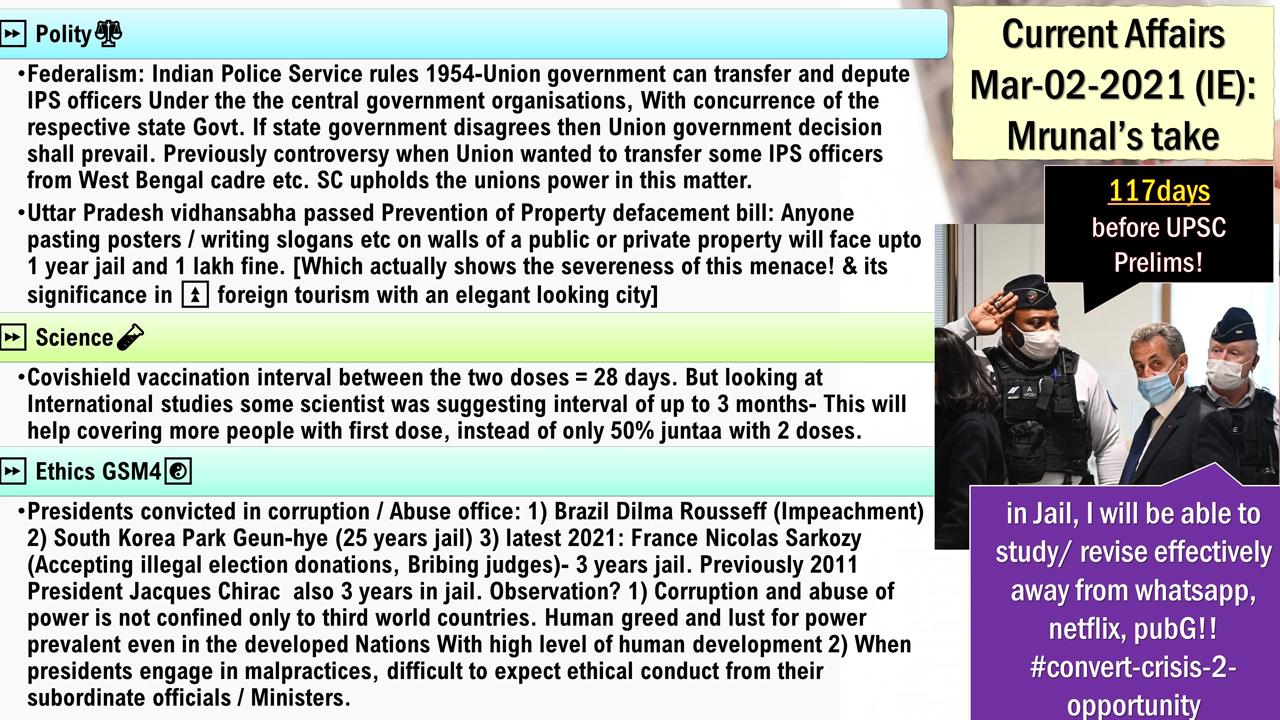 Polity
•Federalism: Indian Police Service rules 1954-Union government can transfer and depute
IPS officers Under the the central government organisations, With concurrence of the
respective state Govt. If state government disagrees then Union government decision
shall prevail. Previously controversy when Union wanted to transfer some IPS officers
from West Bengal cadre etc. SC upholds the unions power in this matter.
•Uttar Pradesh vidhansabha passed Prevention of Property defacement bill: Anyone
pasting posters / writing slogans etc on walls of a public or private property will face upto
1 year jail and 1 lakh fine. [Which actually shows the severeness of this menace! & its
significance in foreign tourism with an elegant looking city]
Science
•Covishield vaccination interval between the two doses = 28 days. But looking at
International studies some scientist was suggesting interval of up to 3 months- This will
help covering more people with first dose, instead of only 50% juntaa with 2 doses.
Ethics GSM4
•Presidents convicted in corruption / Abuse office: 1) Brazil Dilma Rousseff (Impeachment)
2) South Korea Park Geun-hye (25 years jail) 3) latest 2021: France Nicolas Sarkozy
(Accepting illegal election donations, Bribing judges)- 3 years jail. Previously 2011
President Jacques Chirac also 3 years in jail. Observation? 1) Corruption and abuse of
power is not confined only to third world countries. Human greed and lust for power
prevalent even in the developed Nations With high level of human development 2) When
presidents engage in malpractices, difficult to expect ethical conduct from their
subordinate officials / Ministers.
Current Affairs
Mar-02-2021 (IE):
Mrunal's take
117days
before UPSC
Prelims!
in Jail, I will be able to
study/ revise effectively
away from whatsapp,
netflix, pubG!!
#convert-crisis-2-
opportunity